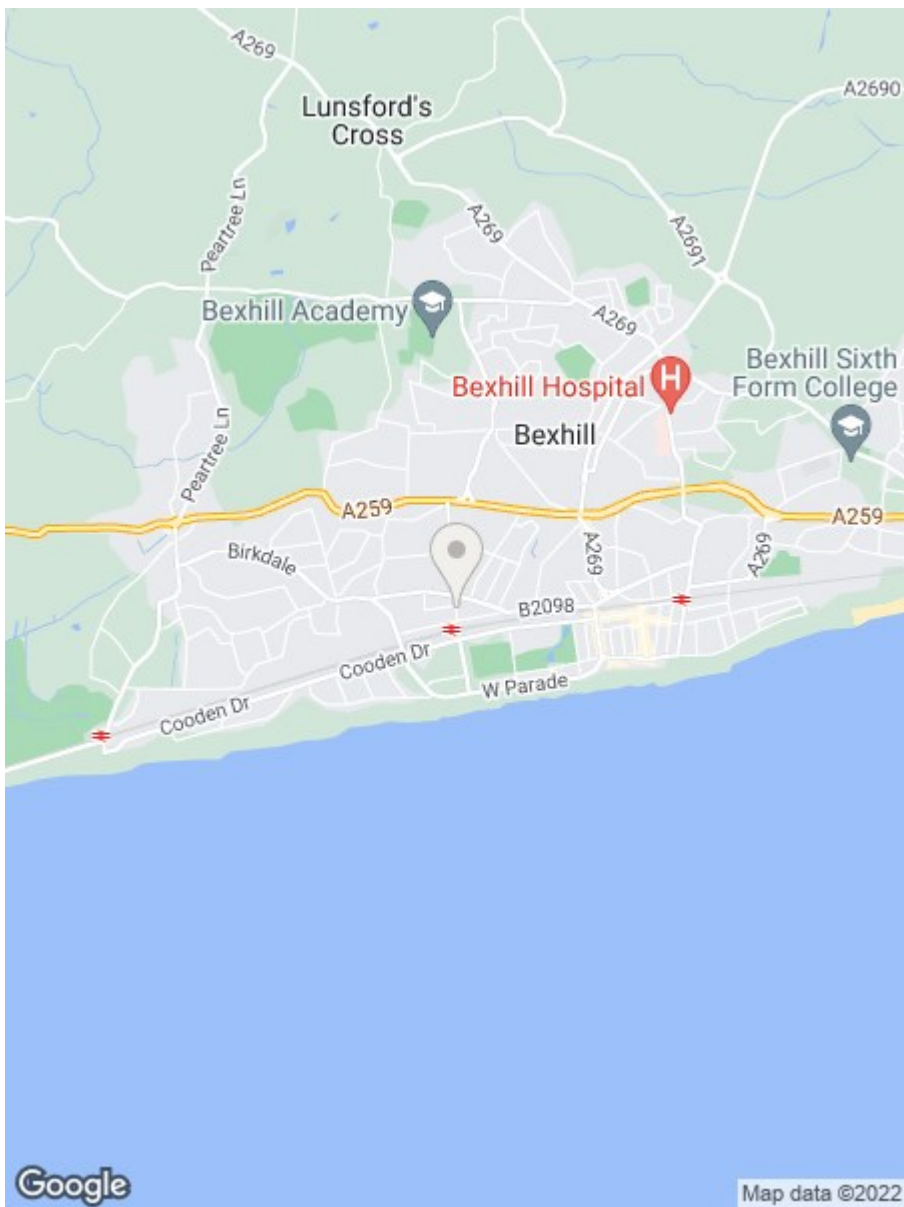 A269
A2690
Lunsford's
Cross
Peartree Ln
A269
A2691
Bexhill Academy
A269
Bexhill Sixth
Form College
Bexhill Hospital
H
Bexhill
Peartree Ln
A259
A259
Birkdale
A269
A269
B2098
Cooden Dr
W Parade
Cooden Dr
Google
Map data ©2022